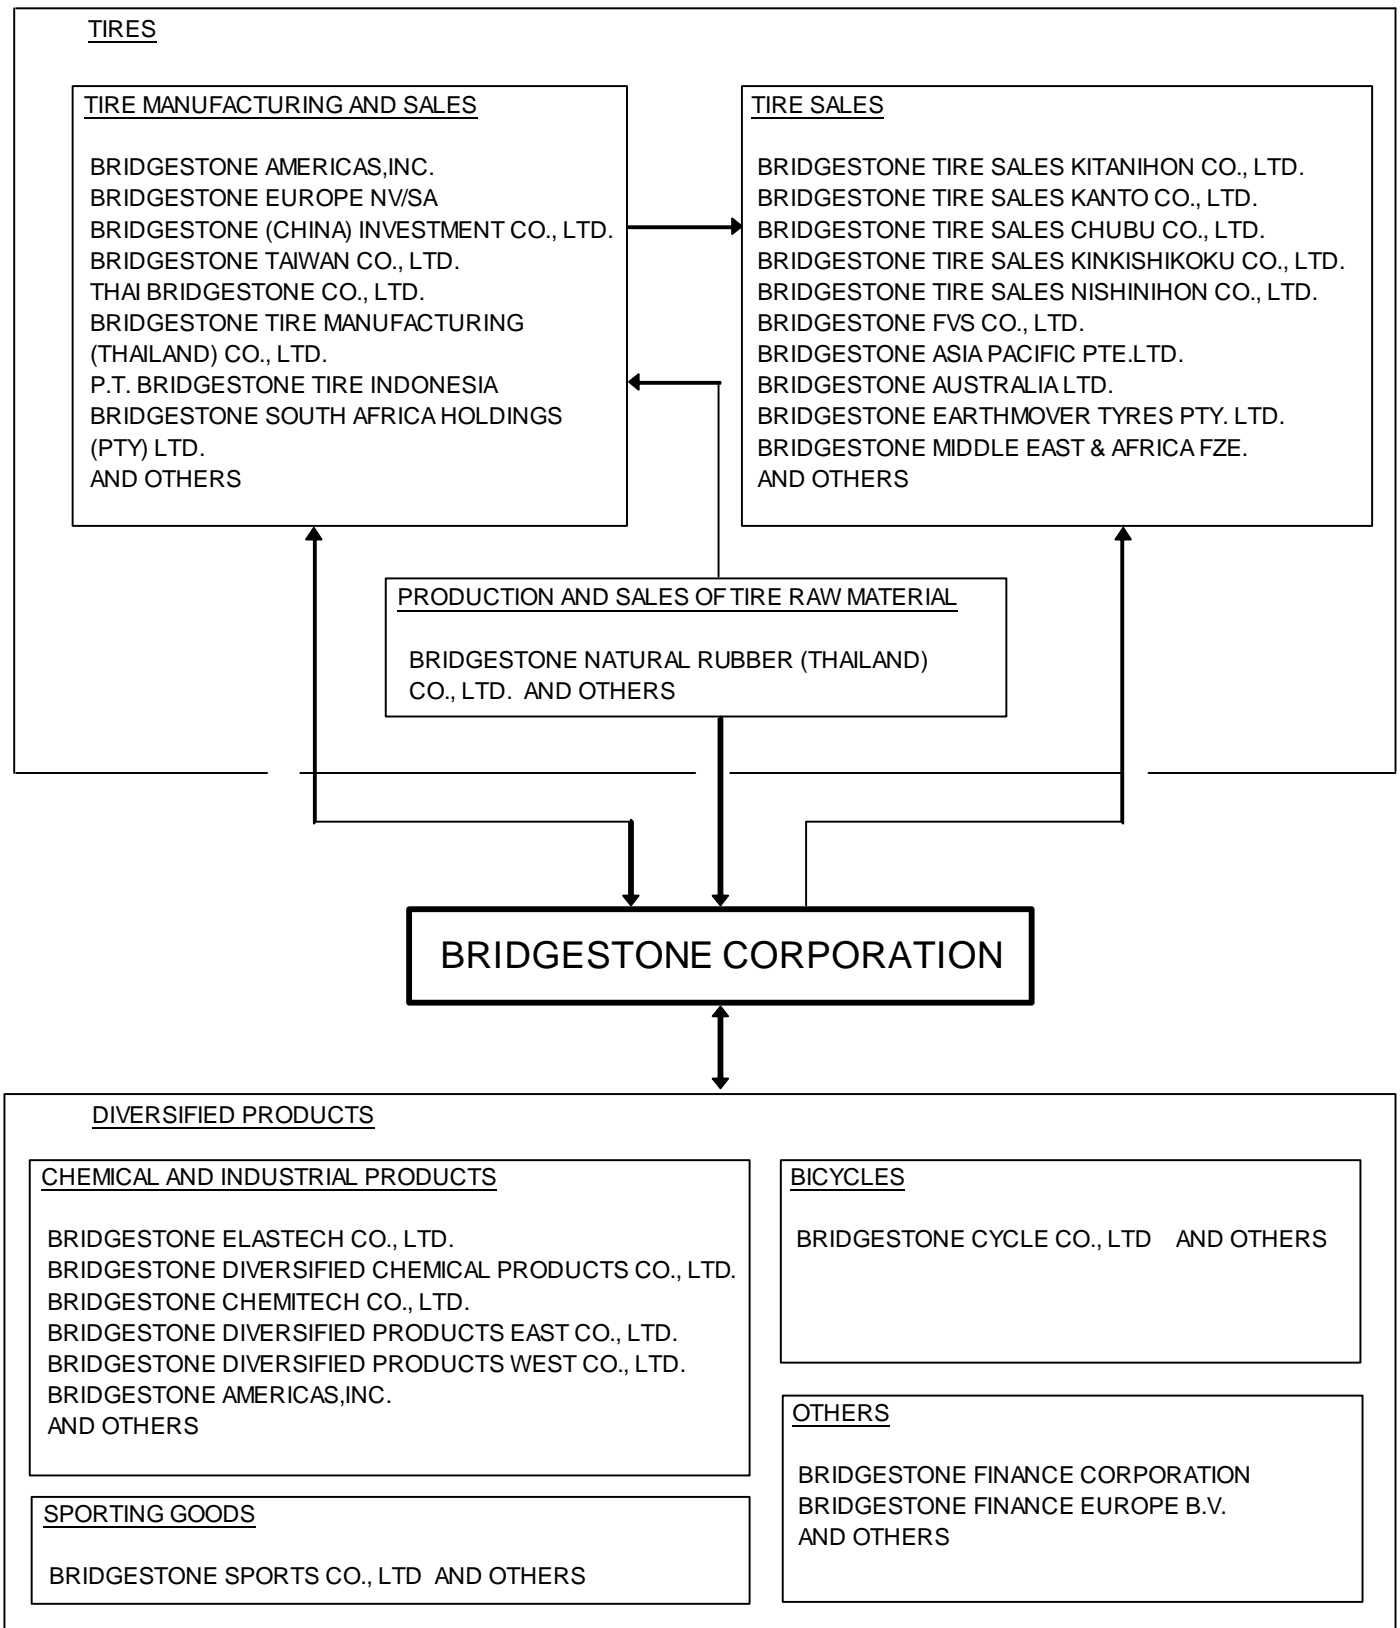 TIRES
TIRE MANUFACTURING AND SALES
BRIDGESTONE AMERICAS,INC.
BRIDGESTONE EUROPE NV/SA
BRIDGESTONE (CHINA) INVESTMENT CO., LTD.
BRIDGESTONE TAIWAN CO., LTD.
THAI BRIDGESTONE CO., LTD.
BRIDGESTONE TIRE MANUFACTURING
(THAILAND) CO., LTD.
P.T. BRIDGESTONE TIRE INDONESIA
BRIDGESTONE SOUTH AFRICA HOLDINGS
(PTY) LTD.
AND OTHERS
TIRE SALES
BRIDGESTONE TIRE SALES KITANIHON CO., LTD.
BRIDGESTONE TIRE SALES KANTO CO., LTD.
BRIDGESTONE TIRE SALES CHUBU CO., LTD.
BRIDGESTONE TIRE SALES KINKISHIKOKU CO., LTD.
BRIDGESTONE TIRE SALES NISHINIHON CO., LTD.
BRIDGESTONE FVS CO., LTD.
BRIDGESTONE ASIA PACIFIC PTE.LTD.
BRIDGESTONE AUSTRALIA LTD.
BRIDGESTONE EARTHMOVER TYRES PTY. LTD.
BRIDGESTONE MIDDLE EAST & AFRICA FZE.
AND OTHERS
PRODUCTION AND SALES OF TIRE RAW MATERIAL
BRIDGESTONE NATURAL RUBBER (THAILAND)
CO., LTD. AND OTHERS
BRIDGESTONE CORPORATION
DIVERSIFIED PRODUCTS
CHEMICAL AND INDUSTRIAL PRODUCTS
BRIDGESTONE ELASTECH CO., LTD.
BRIDGESTONE DIVERSIFIED CHEMICAL PRODUCTS CO., LTD.
BRIDGESTONE CHEMITECH CO., LTD.
BRIDGESTONE DIVERSIFIED PRODUCTS EAST CO., LTD.
BRIDGESTONE DIVERSIFIED PRODUCTS WEST CO., LTD.
BRIDGESTONE AMERICAS,INC.
AND OTHERS
BICYCLES
BRIDGESTONE CYCLE CO., LTD AND OTHERS
SPORTING GOODS
BRIDGESTONE SPORTS CO., LTD AND OTHERS
OTHERS
BRIDGESTONE FINANCE CORPORATION
BRIDGESTONE FINANCE EUROPE B.V.
AND OTHERS